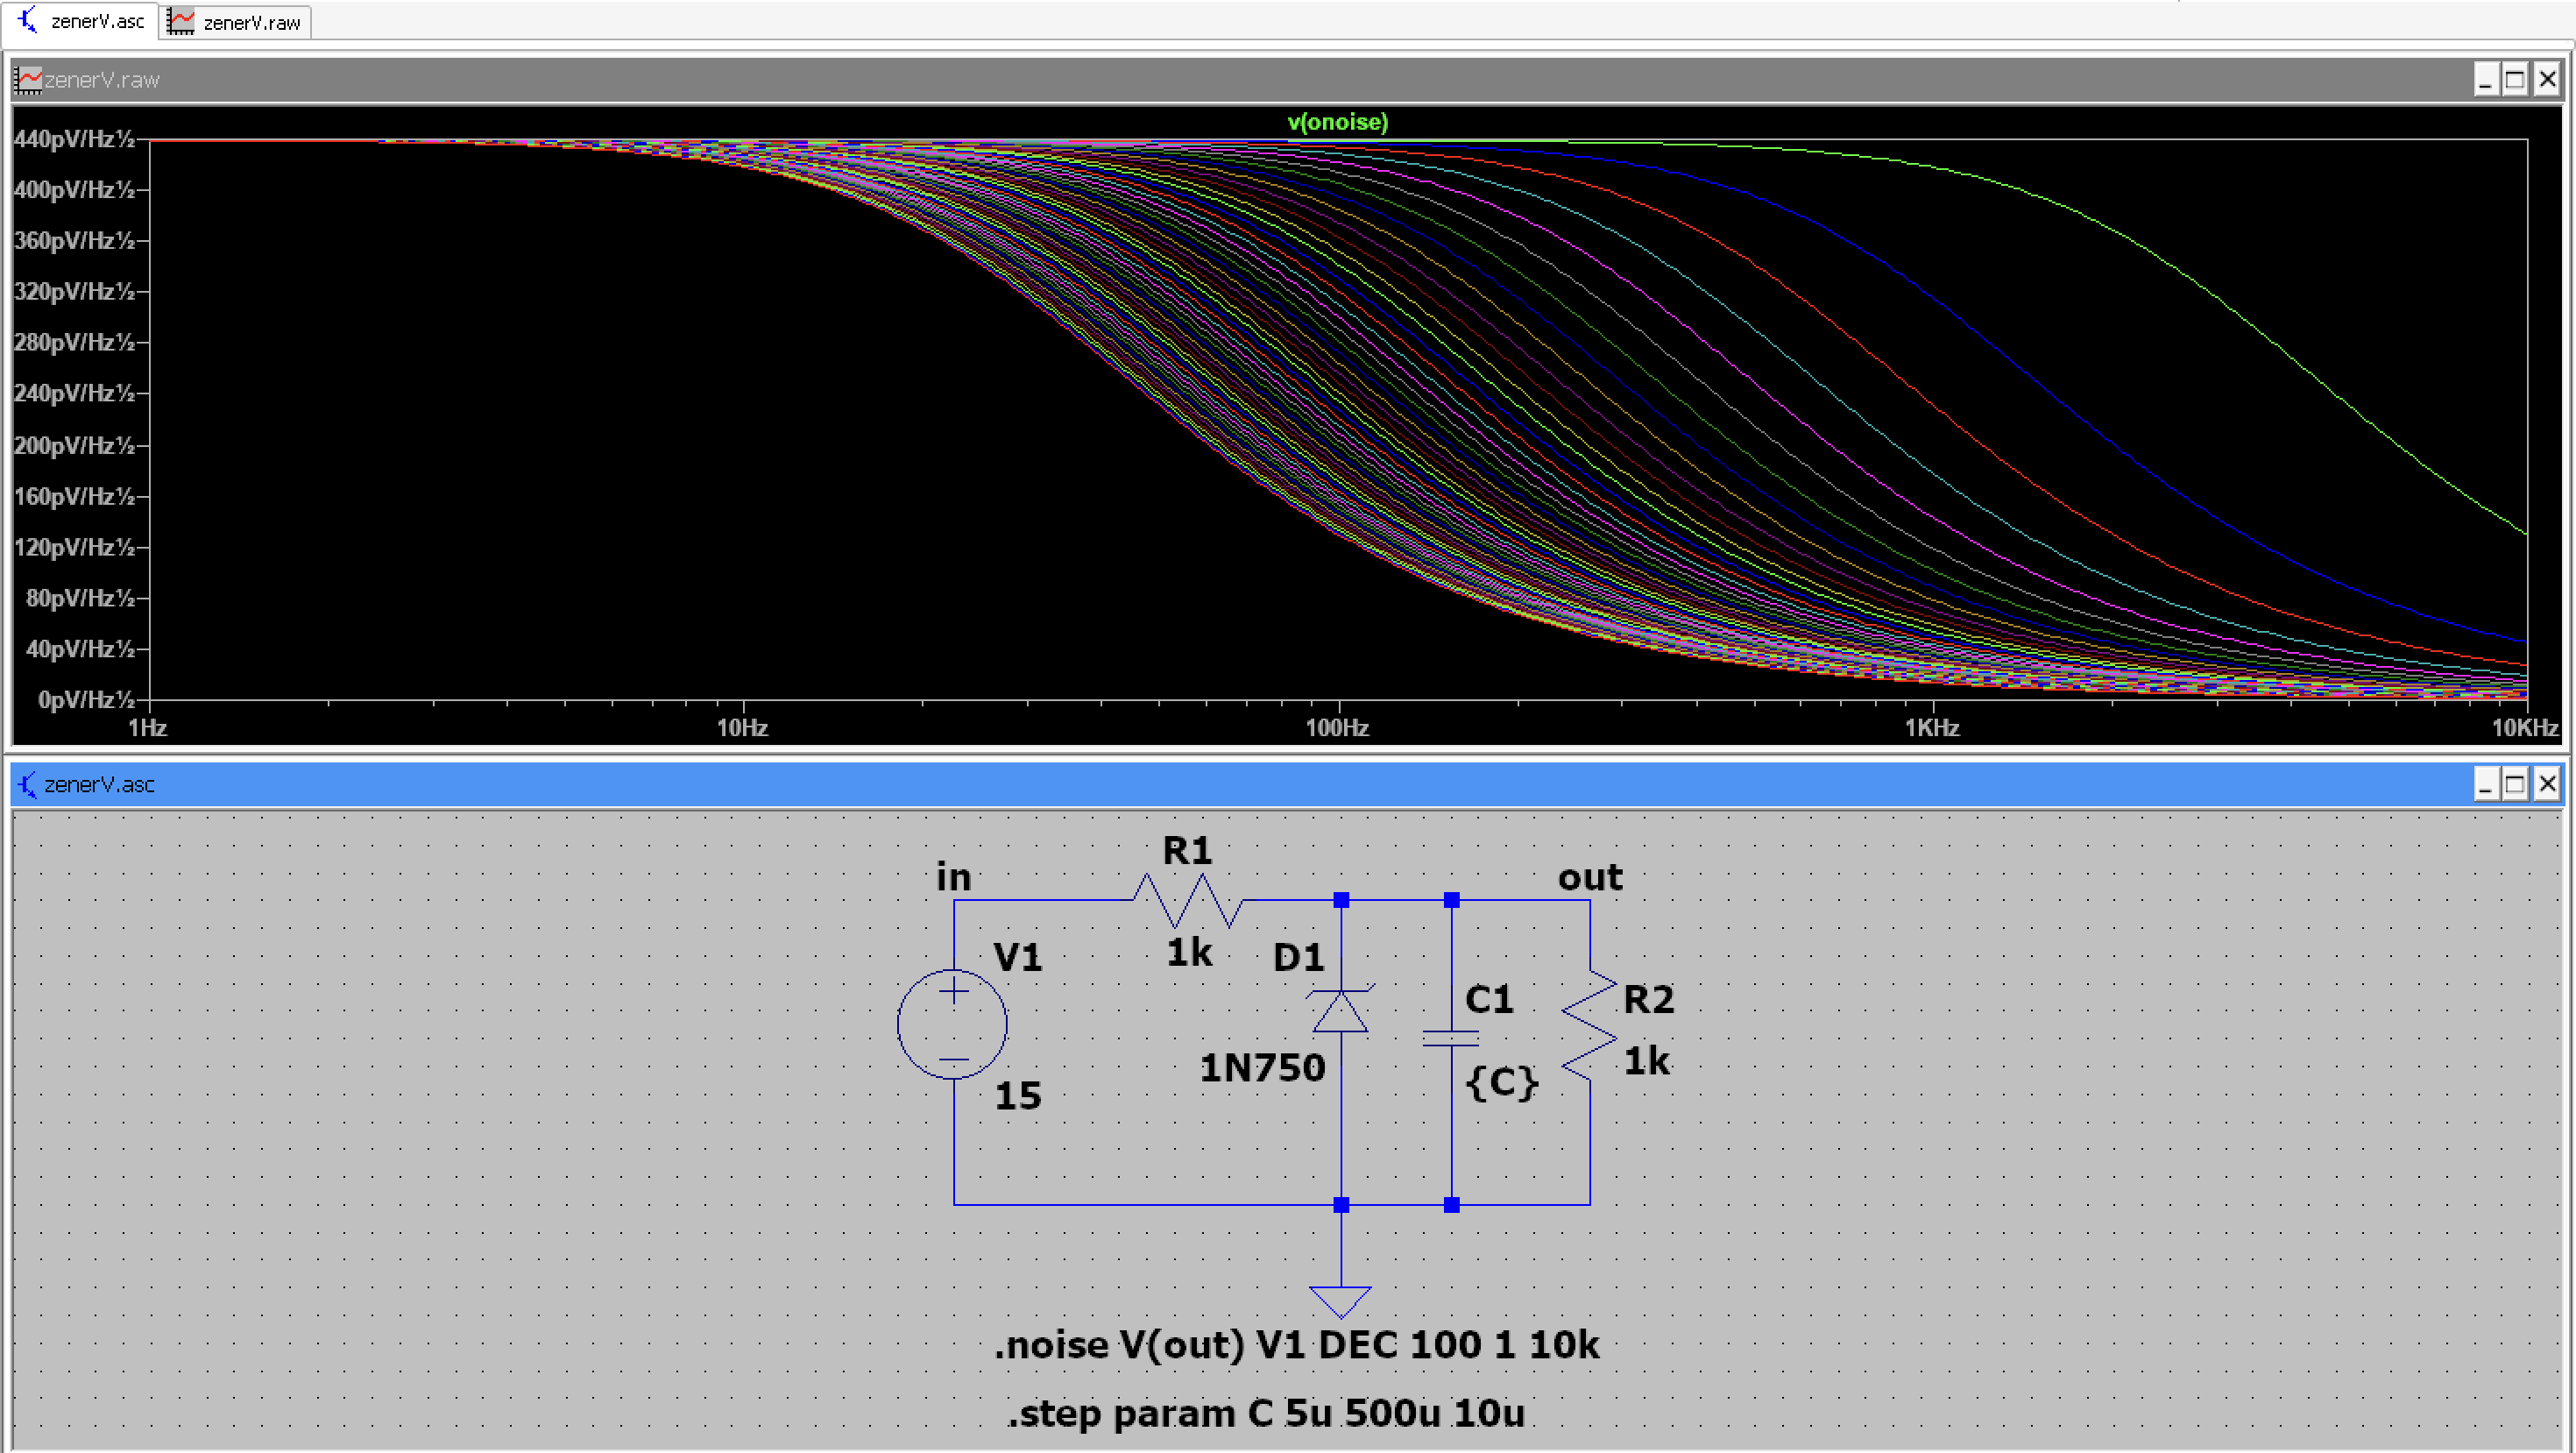 zenerV.asc
zenerV.raw
zenerV.raw
v(onoise)
440pV/Hz½
400pV/Hz½
360pV/Hz½
320pV/Hz½
280pV/Hz½
240pV/Hz½
200pV/Hz½
160pV/Hz½
120pV/Hz½
80pV/Hz½
40pV/Hz½
0pV/Hz½
1Hz 10Hz 100Hz 1KHz 10KHz
zenerV.asc
R1
in
out
1k
V1
D1
C1
R2
1N750
{C}
1k
15
.noise V(out) V1 DEC 100 1 10k
.step param C 5u 500u 10u